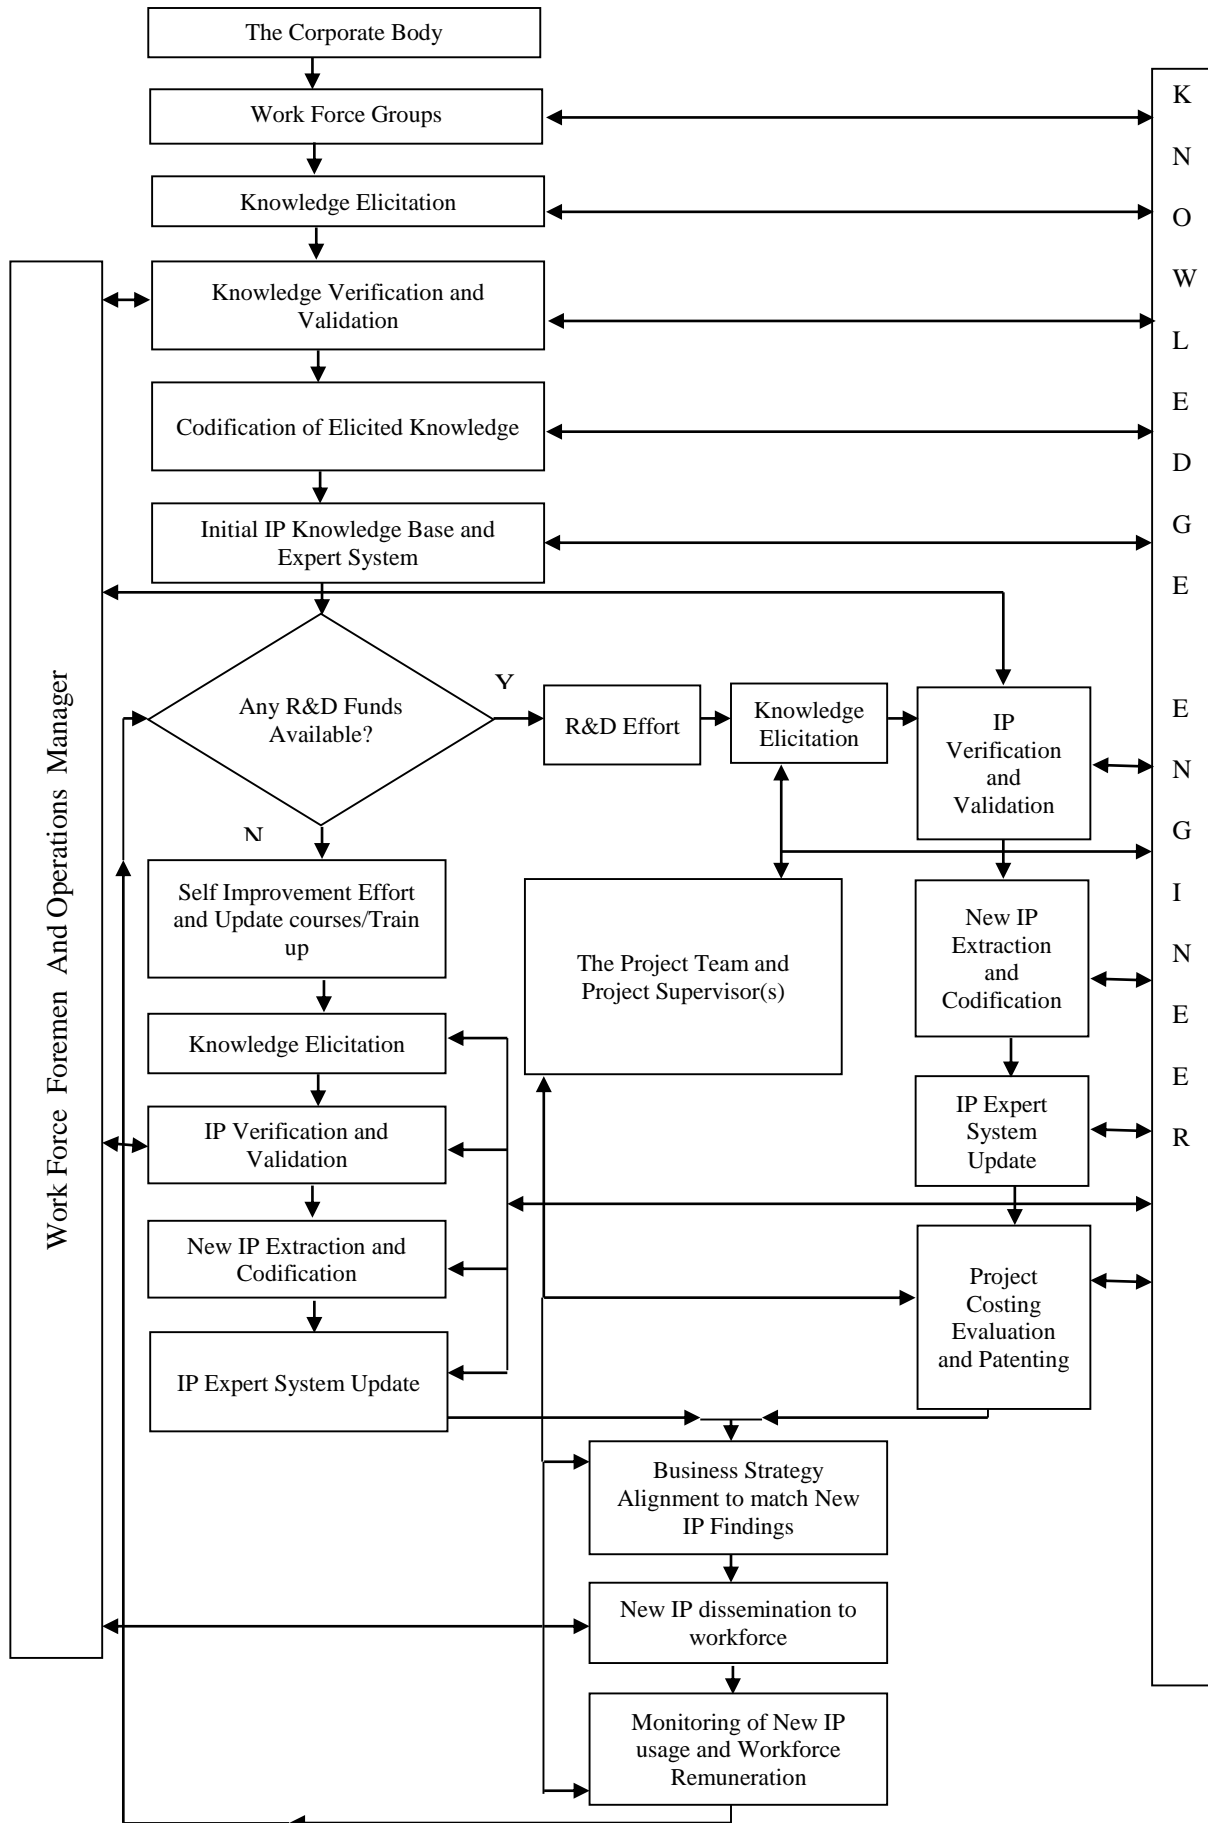 The Corporate Body
Work Force Groups
Knowledge Elicitation
Knowledge Verification and
Validation
Codification of Elicited Knowledge
Initial IP Knowledge Base and
Expert System
Any R&D Funds
Available?
Y
R&D Effort
Knowledge
Elicitation
IP
Verification
and
Validation
N
Self Improvement Effort
and Update courses/Train
up
The Project Team and
Project Supervisor(s)
New IP
Extraction
and
Codification
Knowledge Elicitation
IP Verification and
Validation
IP Expert
System
Update
New IP Extraction and
Codification
Project
Costing
Evaluation
and Patenting
IP Expert System Update
Business Strategy
Alignment to match New
IP Findings
New IP dissemination to
workforce
Monitoring of New IP
usage and Workforce
Remuneration
Work Force Foremen And Operations Manager
K
N
O
W
L
E
D
G
E
E
N
G
I
N
E
E
R